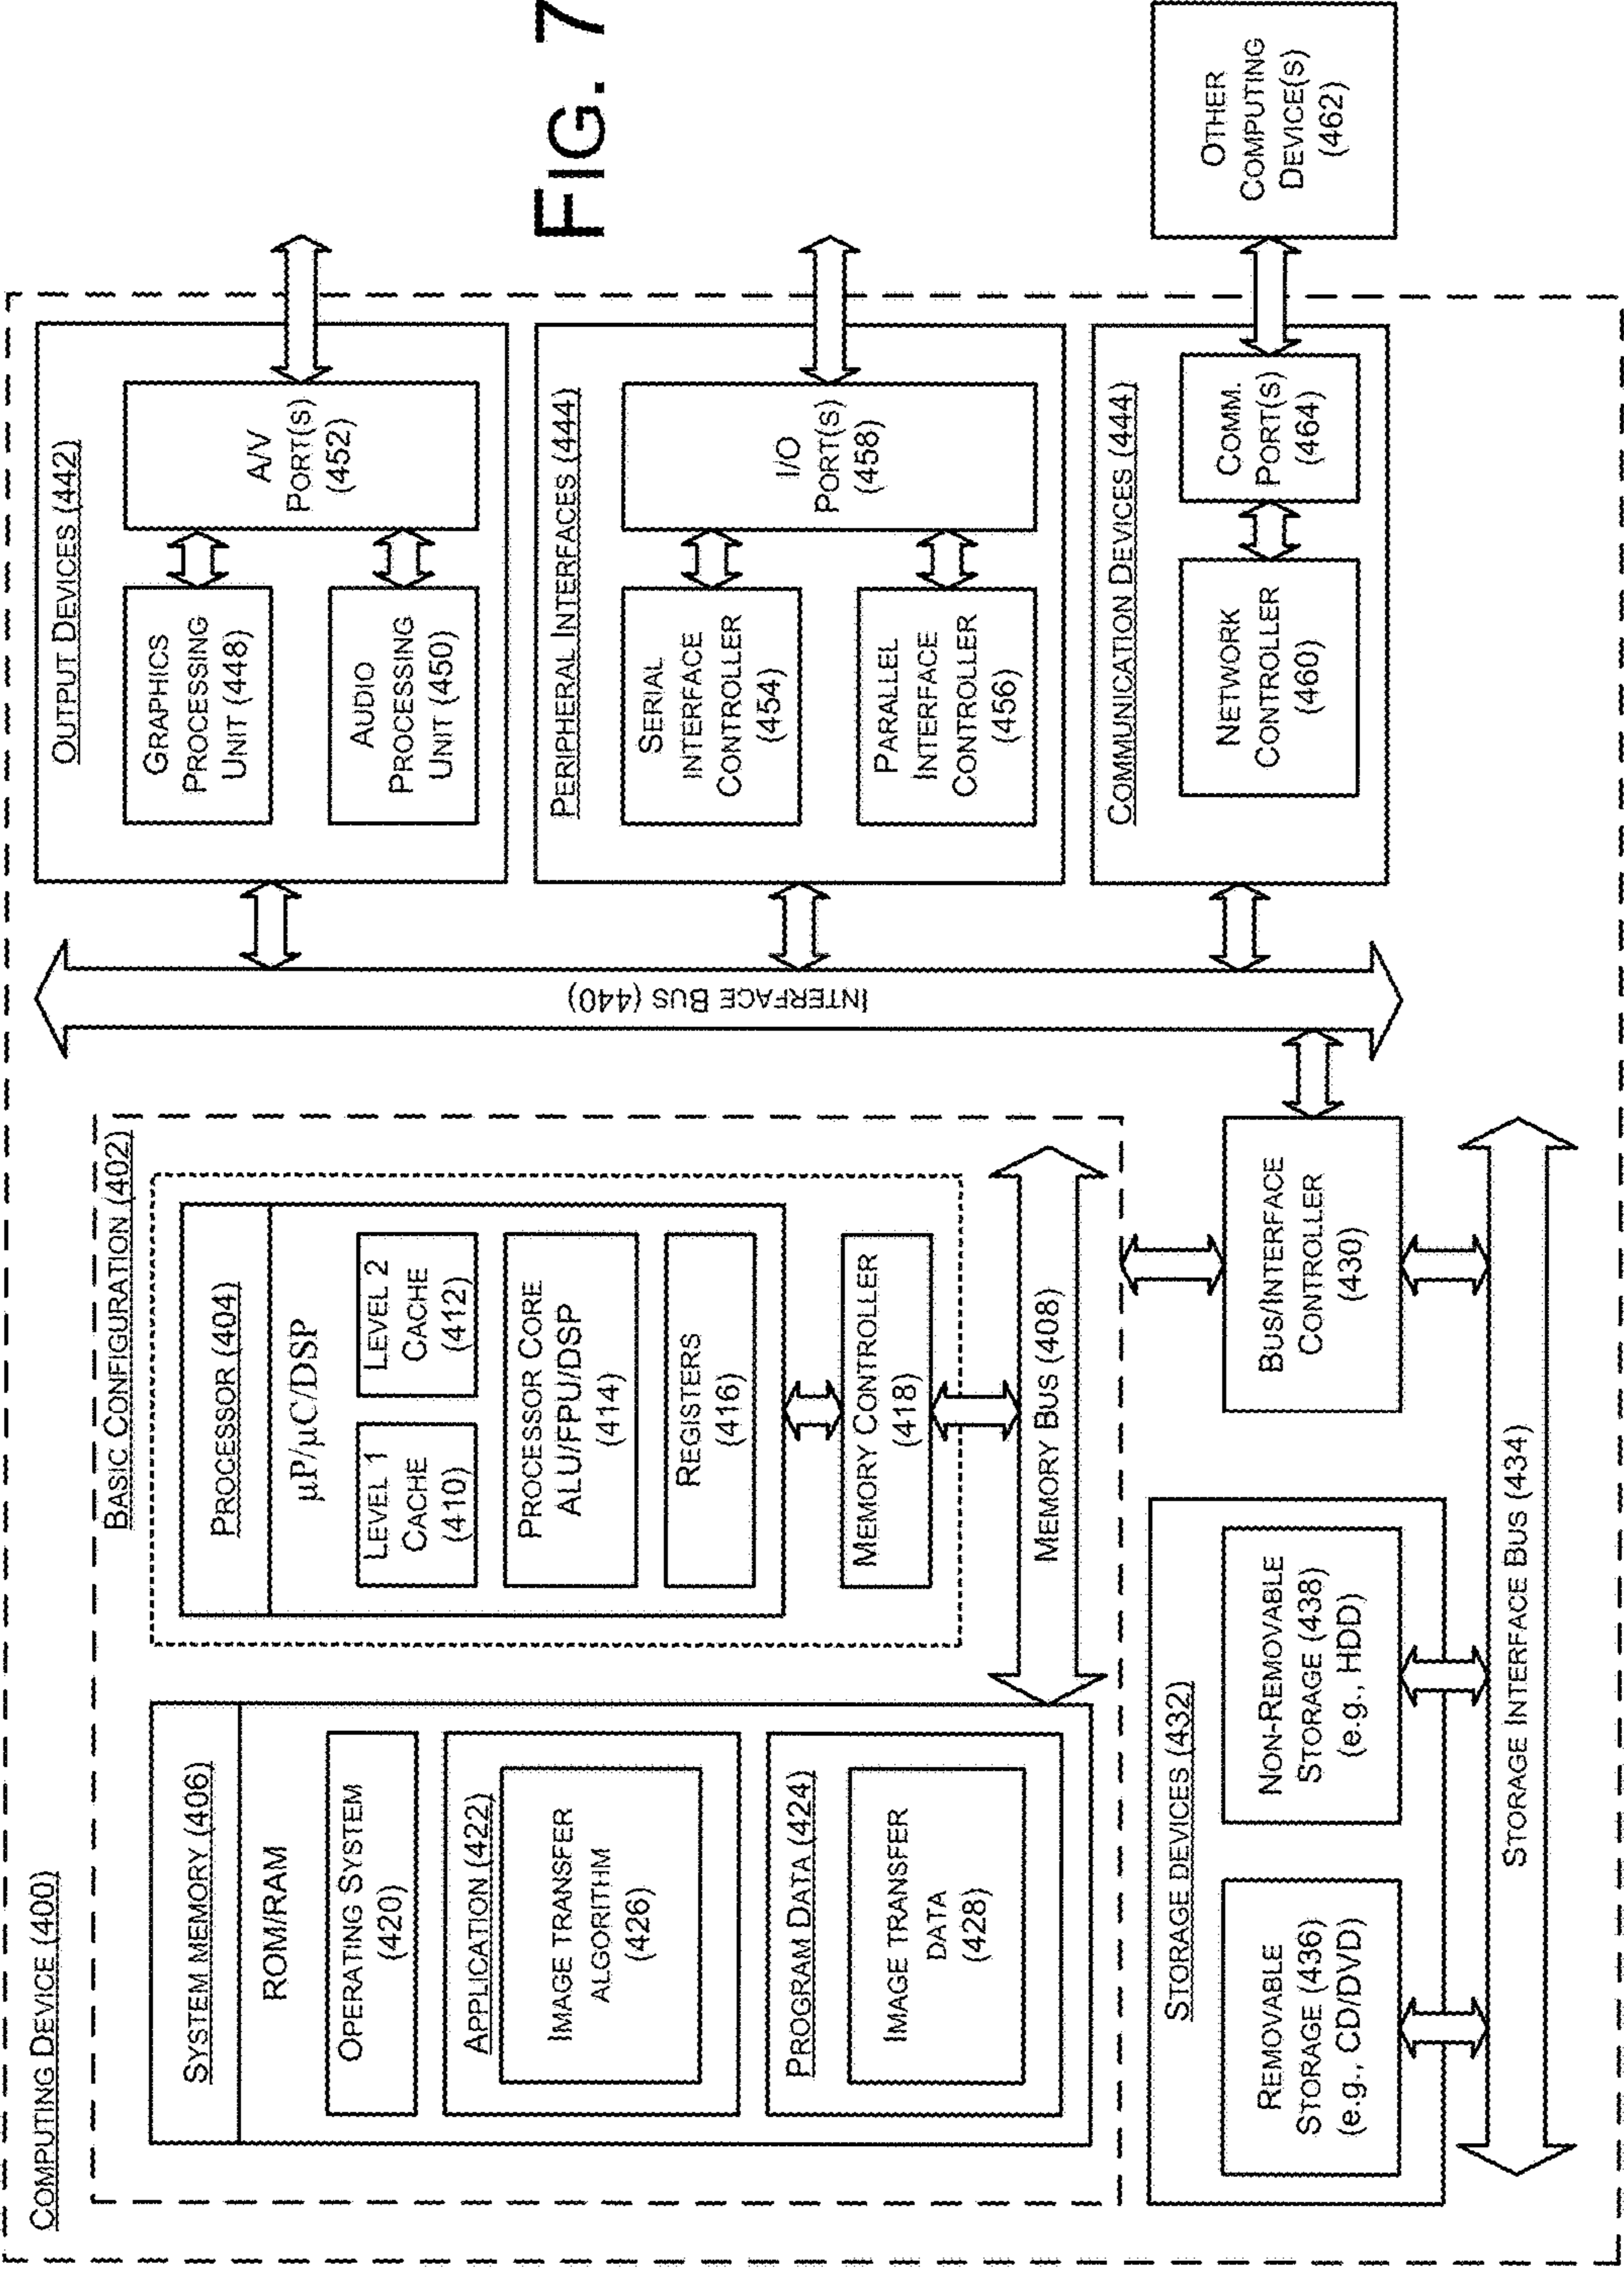 COMPUTING DEVICE (400)
BASIC CONFIGURATION (402)
SYSTEM MEMORY (406)
ROM/RAM
OPERATING SYSTEM
(420)
APPLICATION (422)
IMAGE TRANSFER
ALGORITHM
(426)
PROGRAM DATA (424)
IMAGE TRANSFER
DATA
(428)
PROCESSOR (404)
µP/µC/DSP
LEVEL 1
CACHE
(410)
LEVEL 2
CACHE
(412)
PROCESSOR CORE
ALU/FPU/DSP
(414)
REGISTERS
(416)
MEMORY CONTROLLER
(418)
MEMORY BUS (408)
BUS/INTERFACE
CONTROLLER
(430)
STORAGE DEVICES (432)
REMOVABLE
STORAGE (436)
(e.g., CD/DVD)
NON-REMOVABLE
STORAGE (438)
(e.g., HDD)
STORAGE INTERFACE BUS (434)
INTERFACE BUS (440)
OUTPUT DEVICES (442)
GRAPHICS
PROCESSING
UNIT (448)
AUDIO
PROCESSING
UNIT (450)
A/V
PORT(S)
(452)
PERIPHERAL INTERFACES (444)
SERIAL
INTERFACE
CONTROLLER
(454)
PARALLEL
INTERFACE
CONTROLLER
(456)
I/O
PORT(S)
(458)
COMMUNICATION DEVICES (444)
NETWORK
CONTROLLER
(460)
COMM.
PORT(S)
(464)
OTHER
COMPUTING
DEVICE(S)
(462)
FIG. 7